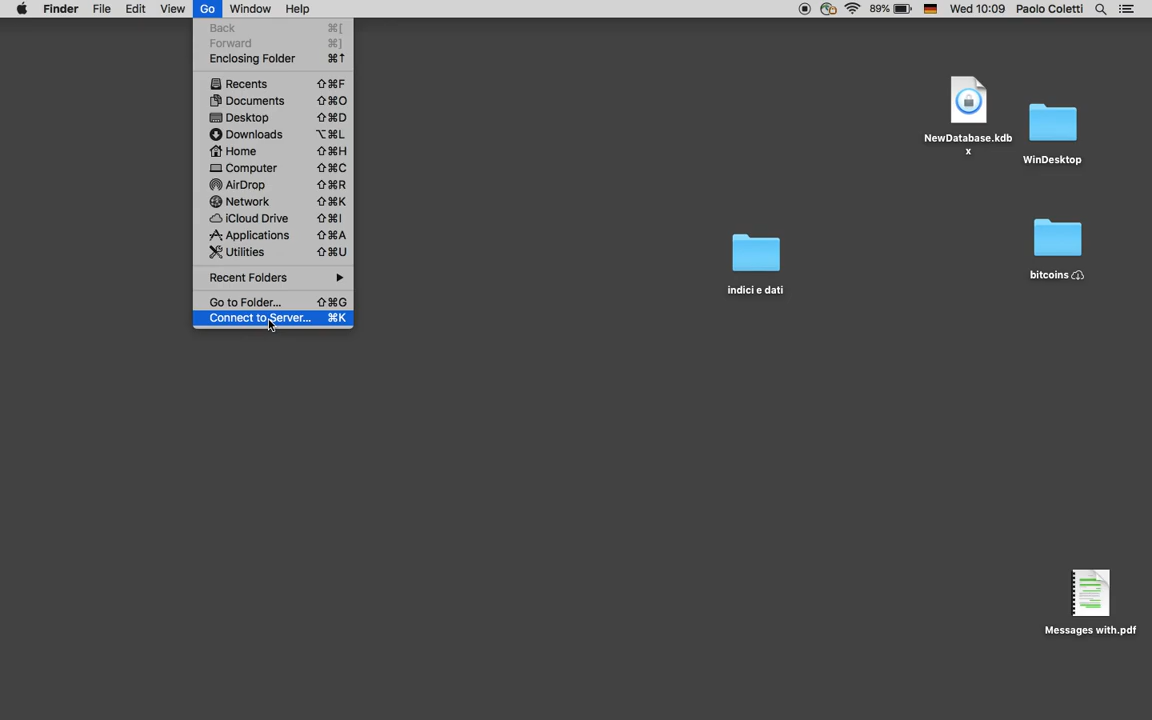 Finder File Edit View Go Window Help 89% Wed 10:09 Paolo Coletti
Back ⌘[
Forward ⌘]
Enclosing Folder ⌘↑
Recents ⇧⌘F
Documents ⇧⌘O
Desktop ⇧⌘D
Downloads ⌥⌘L
Home ⇧⌘H
Computer ⇧⌘C
AirDrop ⇧⌘R
Network ⇧⌘K
iCloud Drive ⇧⌘I
Applications ⇧⌘A
Utilities ⇧⌘U
Recent Folders
Go to Folder... ⇧⌘G
Connect to Server... ⌘K
NewDatabase.kdb
x
WinDesktop
indici e dati
bitcoins
Messages with.pdf